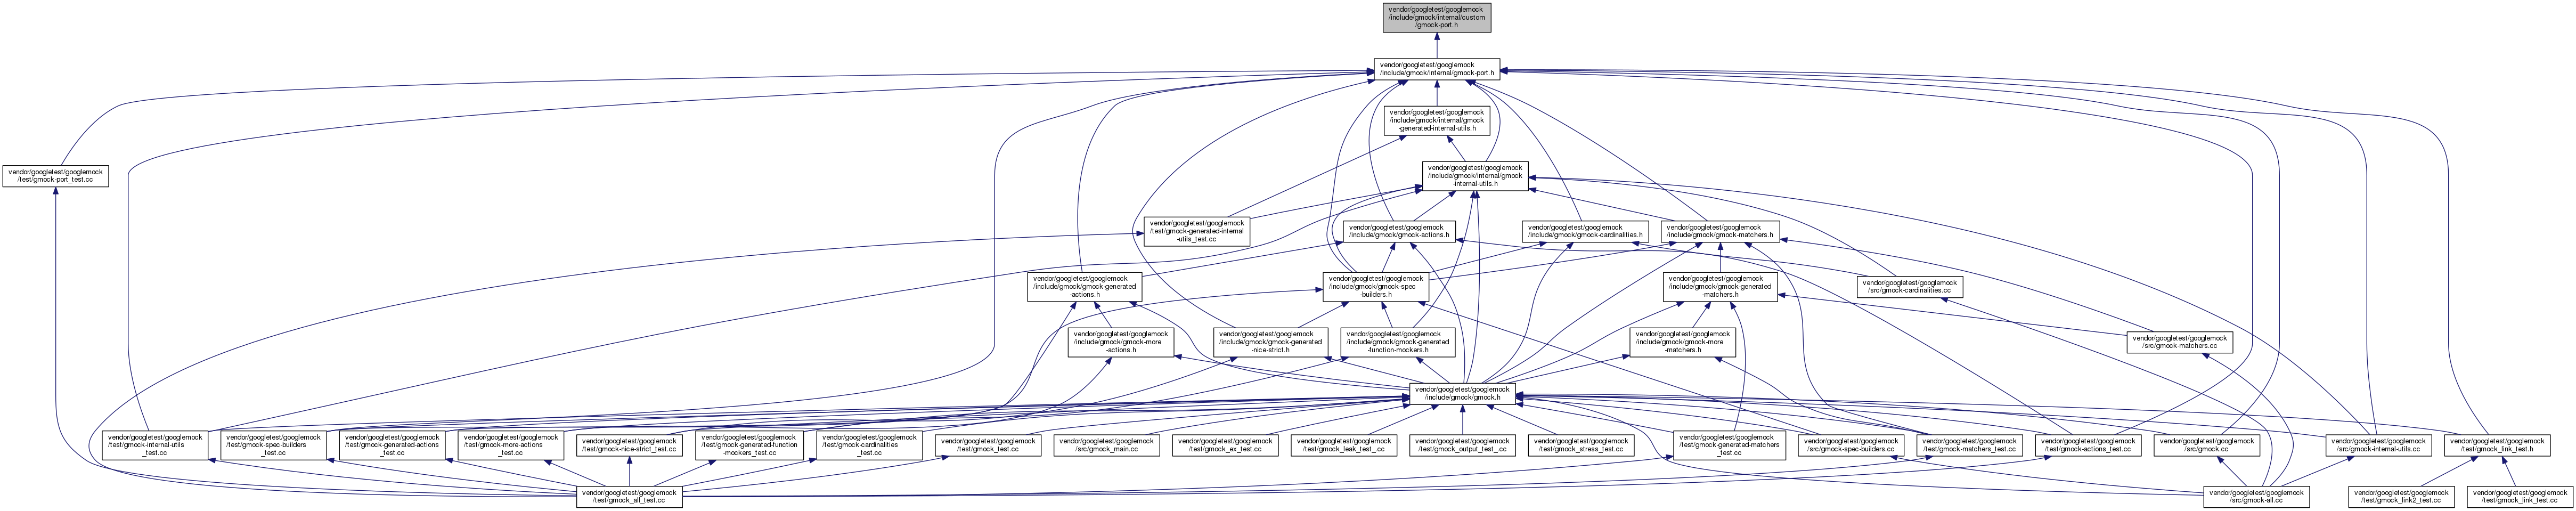 vendor/googletest/googlemock
/include/gmock/internal/custom
/gmock-port.h
vendor/googletest/googlemock
/include/gmock/internal/gmock-port.h
vendor/googletest/googlemock
/include/gmock/internal/gmock
-generated-internal-utils.h
vendor/googletest/googlemock
/test/gmock-port_test.cc
vendor/googletest/googlemock
/include/gmock/internal/gmock
-internal-utils.h
vendor/googletest/googlemock
/test/gmock-generated-internal
-utils_test.cc
vendor/googletest/googlemock
/include/gmock/gmock-actions.h
vendor/googletest/googlemock
/include/gmock/gmock-cardinalities.h
vendor/googletest/googlemock
/include/gmock/gmock-matchers.h
vendor/googletest/googlemock
/include/gmock/gmock-generated
-actions.h
vendor/googletest/googlemock
/include/gmock/gmock-spec
-builders.h
vendor/googletest/googlemock
/include/gmock/gmock-generated
-matchers.h
vendor/googletest/googlemock
/src/gmock-cardinalities.cc
vendor/googletest/googlemock
/include/gmock/gmock-more
-actions.h
vendor/googletest/googlemock
/include/gmock/gmock-generated
-nice-strict.h
vendor/googletest/googlemock
/include/gmock/gmock-generated
-function-mockers.h
vendor/googletest/googlemock
/include/gmock/gmock-more
-matchers.h
vendor/googletest/googlemock
/src/gmock-matchers.cc
vendor/googletest/googlemock
/include/gmock/gmock.h
vendor/googletest/googlemock
/test/gmock-internal-utils
_test.cc
vendor/googletest/googlemock
/test/gmock-spec-builders
_test.cc
vendor/googletest/googlemock
/test/gmock-generated-actions
_test.cc
vendor/googletest/googlemock
/test/gmock-more-actions
_test.cc
vendor/googletest/googlemock
/test/gmock-nice-strict_test.cc
vendor/googletest/googlemock
/test/gmock-generated-function
-mockers_test.cc
vendor/googletest/googlemock
/test/gmock-cardinalities
_test.cc
vendor/googletest/googlemock
/test/gmock_test.cc
vendor/googletest/googlemock
/src/gmock_main.cc
vendor/googletest/googlemock
/test/gmock_ex_test.cc
vendor/googletest/googlemock
/test/gmock_leak_test_.cc
vendor/googletest/googlemock
/test/gmock_output_test_.cc
vendor/googletest/googlemock
/test/gmock_stress_test.cc
vendor/googletest/googlemock
/test/gmock-generated-matchers
_test.cc
vendor/googletest/googlemock
/src/gmock-spec-builders.cc
vendor/googletest/googlemock
/test/gmock-matchers_test.cc
vendor/googletest/googlemock
/test/gmock-actions_test.cc
vendor/googletest/googlemock
/src/gmock.cc
vendor/googletest/googlemock
/src/gmock-internal-utils.cc
vendor/googletest/googlemock
/test/gmock_link_test.h
vendor/googletest/googlemock
/test/gmock_all_test.cc
vendor/googletest/googlemock
/src/gmock-all.cc
vendor/googletest/googlemock
/test/gmock_link2_test.cc
vendor/googletest/googlemock
/test/gmock_link_test.cc